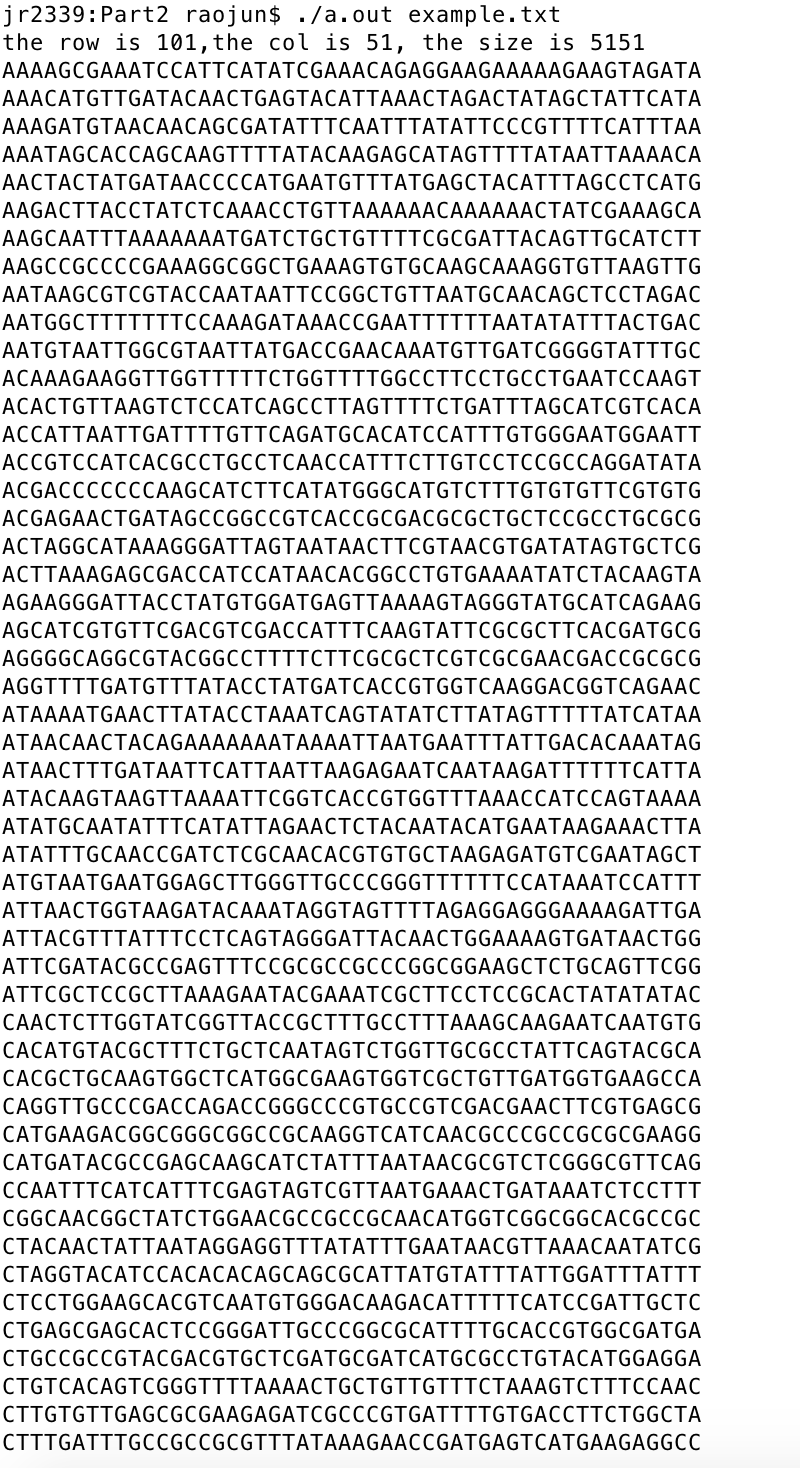 jr2339:Part2 raojun$ ./a.out example.txt
the row is 101,the col is 51, the size is 5151
AAAAGCGAAATCCATTCATATCGAAACAGAGGAAGAAAAAGAAGTAGATA
AAACATGTTGATACAACTGAGTACATTAAACTAGACTATAGCTATTCATA
AAAGATGTAACAACAGCGATATTTCAATTTATATTCCCGTTTTCATTTAA
AAATAGCACCAGCAAGTTTTATACAAGAGCATAGTTTTATAATTAAAACA
AACTACTATGATAACCCCATGAATGTTTATGAGCTACATTTAGCCTCATG
AAGACTTACCTATCTCAAACCTGTTAAAAAACAAAAAACTATCGAAAGCA
AAGCAATTTAAAAAAATGATCTGCTGTTTTCGCGATTACAGTTGCATCTT
AAGCCGCCCCGAAAGGCGGCTGAAAGTGTGCAAGCAAAGGTGTTAAGTTG
AATAAGCGTCGTACCAATAATTCCGGCTGTTAATGCAACAGCTCCTAGAC
AATGGCTTTTTTTTCCAAAGATAAACCGAATTTTTTAATATATTTACTGAC
AATGTAATTGGCGTAATTATGACCGAACAAATGTTGATCGGGGTATTTGC
ACAAAGAAGGTTGGTTTTTCTGGTTTTGGCCTTCCTGCCTGAATCCAAGT
ACACTGTTAAGTCTCCATCAGCCTTAGTTTTCTGATTTAGCATCGTCACA
ACCATTAATTGATTTTGTTCAGATGCACATCCATTTGTGGGAATGGAATT
ACCGTCCATCACGCCTGCCTCAACCATTTCTTGTCCTCCGCCAGGATATA
ACGACCCCCCCAAGCATCTTCATATGGGCATGTCTTTGTGTGTTCGTGTG
ACGAGAACTGATAGCCGGCCGTCACCGCGACGCGCTGCTCCGCCTGCGCG
ACTAGGCATAAAGGGATTAGTAATAACTTCGTAACGTGATATAGTGCTCG
ACTTAAAGAGCGACCATCCATAACACGGCCTGTGAAAATATCTACAAGTA
AGAAGGGATTACCTATGTGGATGAGTTAAAAGTAGGGTATGCATCAGAAG
AGCATCGTGTTCGACGTCGACCATTTCAAGTATTCGCGCTTCACGATGCG
AGGGGCAGGCGTACGGCCTTTTCTTCGCGCTCGTCGCGAACGACCGCGCG
AGGTTTTGATGTTTATACCTATGATCACCGTGGTCAAGGACGGTCAGAAC
ATAAAATGAACTTATACCTAAATCAGTATATCTTATAGTTTTTATCATAA
ATAACAACTACAGAAAAAAATAAAATTAATGAATTTATTGACACAAATAG
ATAACTTTGATAATTCATTAATTAAGAGAATCAATAAGATTTTTTCATTA
ATACAAGTAAGTTAAAATTCGGTCACCGTGGTTTAAACCATCCAGTAAAA
ATATGCAATATTTCATATTAGAACTCTACAATACATGAATAAGAAACTTA
ATATTTGCAACCGATCTCGCAACACGTGTGCTAAGAGATGTCGAATAGCT
ATGTAATGAATGGAGCTTGGGTTGCCCGGGTTTTTTCCATAAATCCATTT
ATTAACTGGTAAGATACAAATAGGTAGTTTTAGAGGAGGGAAAAGATTGA
ATTACGTTTATTTCCTCAGTAGGGATTACAACTGGAAAAGTGATAACTGG
ATTCGATACGCCGAGTTTCCGCGCCGCCCGGCGGAAGCTCTGCAGTTCGG
ATTCGCTCCGCTTAAAGAATACGAAATCGCTTCCTCCGCACTATATATAC
CAACTCTTGGTATCGGTTACCGCTTTGCCTTTAAAGCAAGAATCAATGTG
CACATGTACGCTTTCTGCTCAATAGTCTGGTTGCGCCTATTCAGTACGCA
CACGCTGCAAGTGGCTCATGGCGAAGTGGTCGCTGTTGATGGTGAAGCCA
CAGGTTGCCCGACCAGACCGGGCCCGTGCCGTCGACGAACTTCGTGAGCG
CATGAAGACGGCGGGCGGCCGCAAGGTCATCAACGCCCGCCGCGCGAAGG
CATGATACGCCGAGCAAGCATCTATTTAATAACGCGTCTCGGGCGTTCAG
CCAATTTCATCATTTCGAGTAGTCGTTAATGAAACTGATAAATCTCCTTT
CGGCAACGGCTATCTGGAACGCCGCCGCAACATGGTCGGCGGCACGCCGC
CTACAACTATTAATAGGAGGTTTATATTTGAATAACGTTAAACAATATCG
CTAGGTACATCCACACACAGCAGCGCATTATGTATTTATTGGATTTATTT
CTCCTGGAAGCACGTCAATGTGGGACAAGACATTTTTCATCCGATTGCTC
CTGAGCGAGCACTCCGGGATTGCCCGGCGCATTTTGCACCGTGGCGATGA
CTGCCGCCGTACGACGTGCTCGATGCGATCATGCGCCTGTACATGGAGGA
CTGTCACAGTCGGGTTTTAAAACTGCTGTTGTTTCTAAAGTCTTTCCAAC
CTTGTGTTGAGCGCGAAGAGATCGCCCGTGATTTTGTGACCTTCTGGCTA
CTTTGATTTGCCGCCGCGTTTATAAAGAACCGATGAGTCATGAAGAGGCC